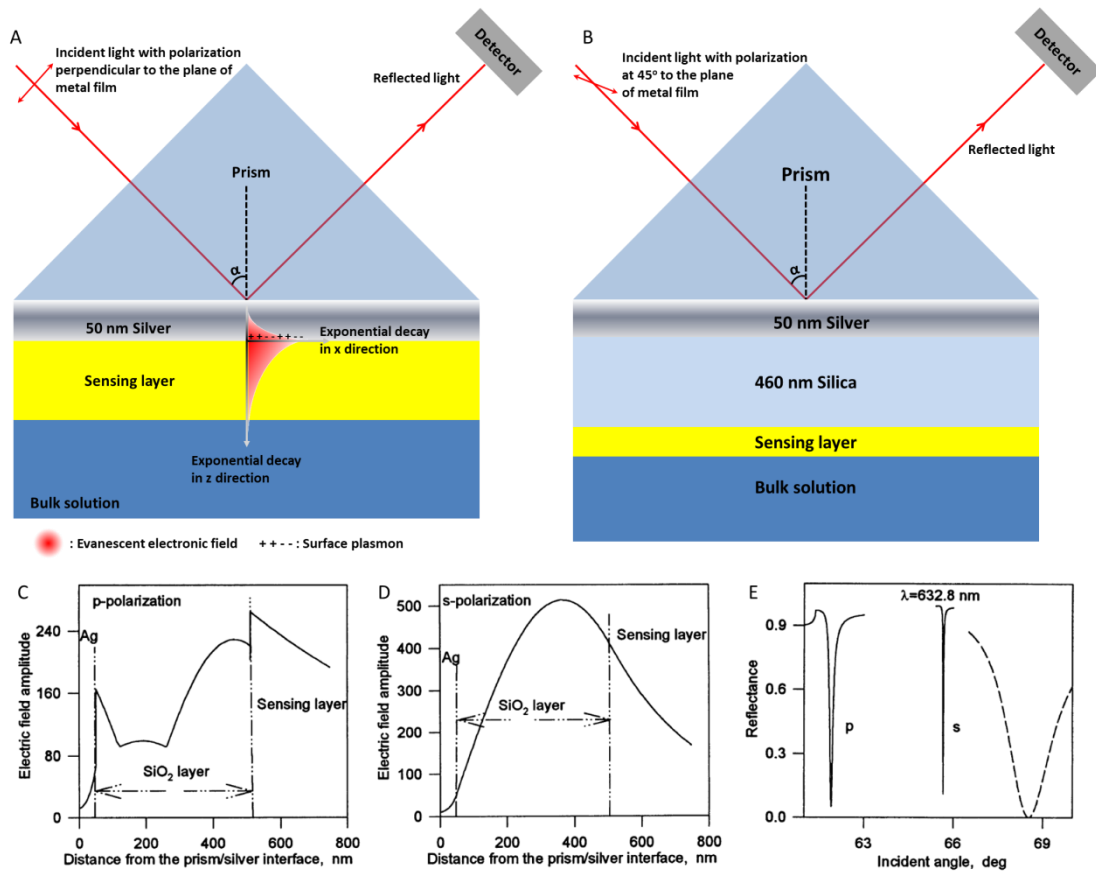 A
Incident light with polarization
perpendicular to the plane of
metal film
Reflected light
Detector
Prism
α
50 nm Silver
+ + - - + + - -
Exponential decay
in x direction
Sensing layer
Exponential decay
in z direction
Bulk solution
: Evanescent electronic field
+ + - - : Surface plasmon
B
Incident light with polarization
at 45° to the plane
of metal film
Detector
Reflected light
Prism
α
50 nm Silver
460 nm Silica
Sensing layer
Bulk solution
C
p-polarization
Ag
Sensing layer
SiO2 layer
Electric field amplitude
240
160
80
0
0 200 400 600 800
Distance from the prism/silver interface, nm
D
s-polarization
Sensing layer
Ag
SiO2 layer
Electric field amplitude
500
400
300
200
100
0
0 200 400 600 800
Distance from the prism/silver interface, nm
E
λ=632.8 nm
p
s
Reflectance
0.9
0.6
0.3
0.0
63 66 69
Incident angle, deg